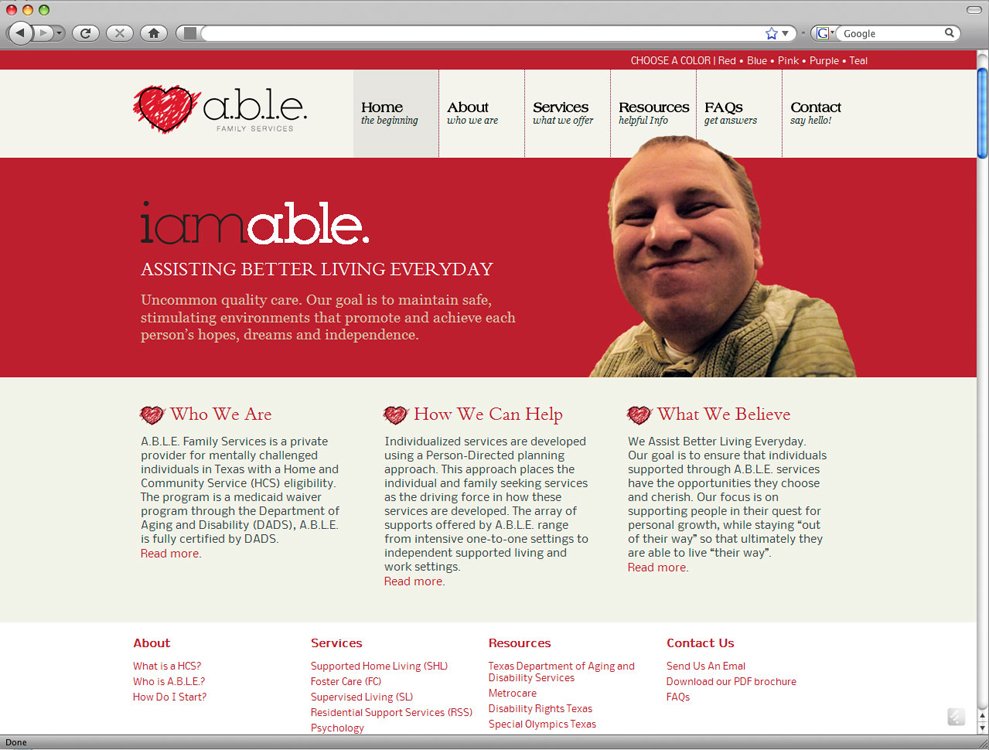 Google
CHOOSE A COLOR | Red • Blue • Pink • Purple • Teal
a.b.l.e.
FAMILY SERVICES
Home
the beginning
About
who we are
Services
what we offer
Resources
helpful Info
FAQs
get answers
Contact
say hello!
iamable.
ASSISTING BETTER LIVING EVERYDAY
Uncommon quality care. Our goal is to maintain safe,
stimulating environments that promote and achieve each
person's hopes, dreams and independence.
Who We Are
A.B.L.E. Family Services is a private
provider for mentally challenged
individuals in Texas with a Home and
Community Service (HCS) eligibility.
The program is a medicaid waiver
program through the Department of
Aging and Disability (DADS), A.B.L.E.
is fully certified by DADS.
Read more.
How We Can Help
Individualized services are developed
using a Person-Directed planning
approach. This approach places the
individual and family seeking services
as the driving force in how these
services are developed. The array of
supports offered by A.B.L.E. range
from intensive one-to-one settings to
independent supported living and
work settings.
Read more.
What We Believe
We Assist Better Living Everyday.
Our goal is to ensure that individuals
supported through A.B.L.E. services
have the opportunities they choose
and cherish. Our focus is on
supporting people in their quest for
personal growth, while staying “out
of their way” so that ultimately they
are able to live “their way”.
Read more.
About
What is a HCS?
Who is A.B.L.E.?
How Do I Start?
Services
Supported Home Living (SHL)
Foster Care (FC)
Supervised Living (SL)
Residential Support Services (RSS)
Psychology
Resources
Texas Department of Aging and
Disability Services
Metrocare
Disability Rights Texas
Special Olympics Texas
Contact Us
Send Us An Emal
Download our PDF brochure
FAQs
Done